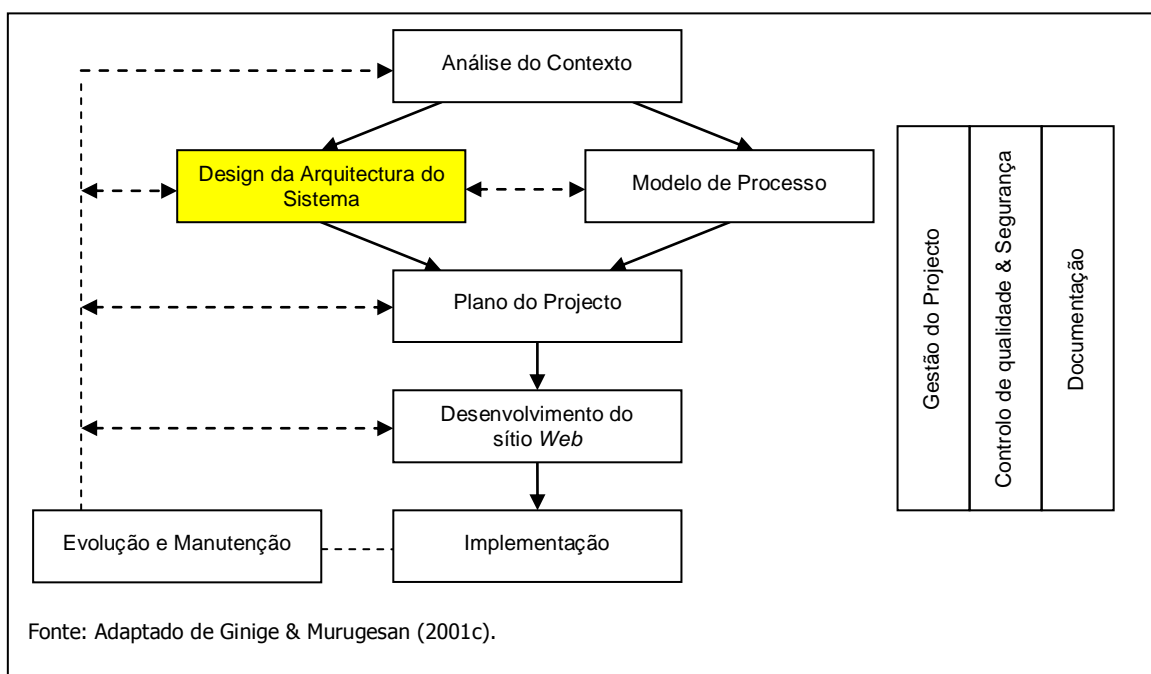 Análise do Contexto
Design da Arquitectura do
Sistema
Modelo de Processo
Plano do Projecto
Desenvolvimento do
sítio Web
Evolução e Manutenção
Implementação
Gestão do Projecto
Controlo de qualidade & Segurança
Documentação
Fonte: Adaptado de Ginige & Murugesan (2001c).